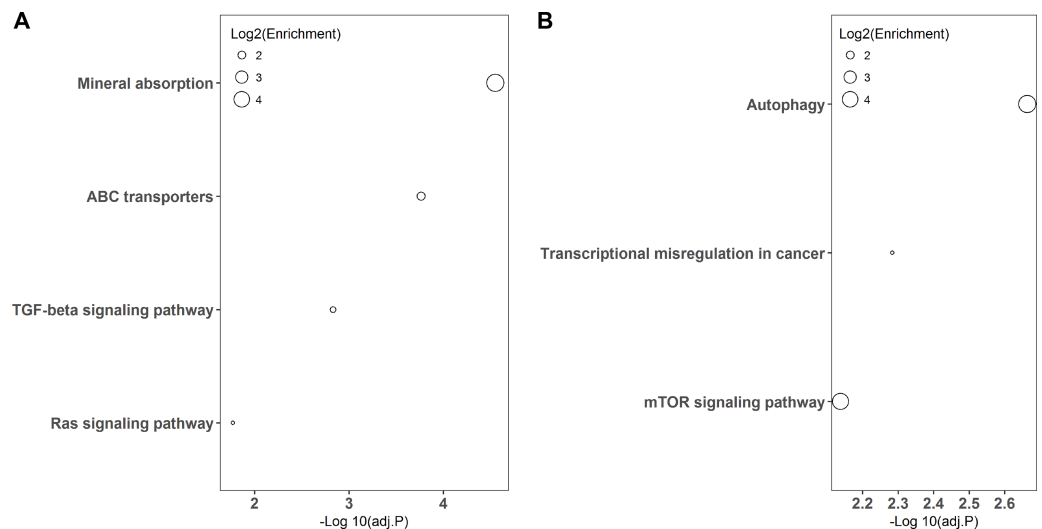 A
Log2(Enrichment)
2
3
4
Mineral absorption
ABC transporters
TGF-beta signaling pathway
Ras signaling pathway
2 3 4
-Log 10(adj.P)
B
Log2(Enrichment)
2
3
4
Autophagy
Transcriptional misregulation in cancer
mTOR signaling pathway
2.2 2.3 2.4 2.5 2.6
-Log 10(adj.P)